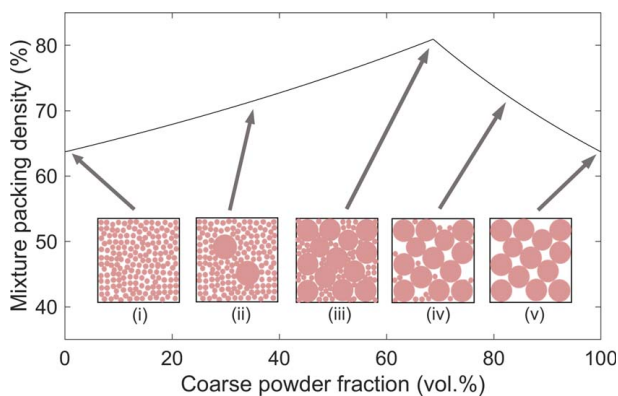 Mixture packing density (%)
80
70
60
50
40
(i)
(ii)
(iii)
(iv)
(v)
0
20
40
60
80
100
Coarse powder fraction (vol.%)